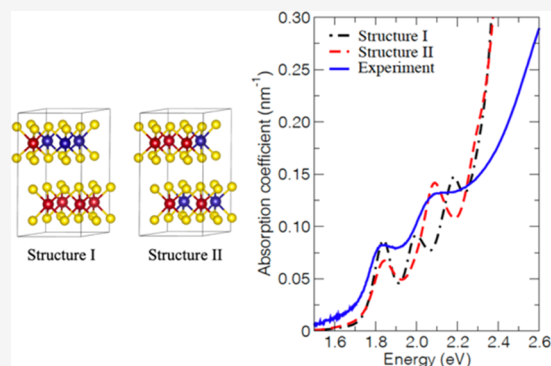 Structure I
Structure II
Absorption coefficient (nm⁻¹)
0.30
0.25
0.20
0.15
0.10
0.05
0
Structure I
Structure II
Experiment
1.6 1.8 2.0 2.2 2.4 2.6
Energy (eV)